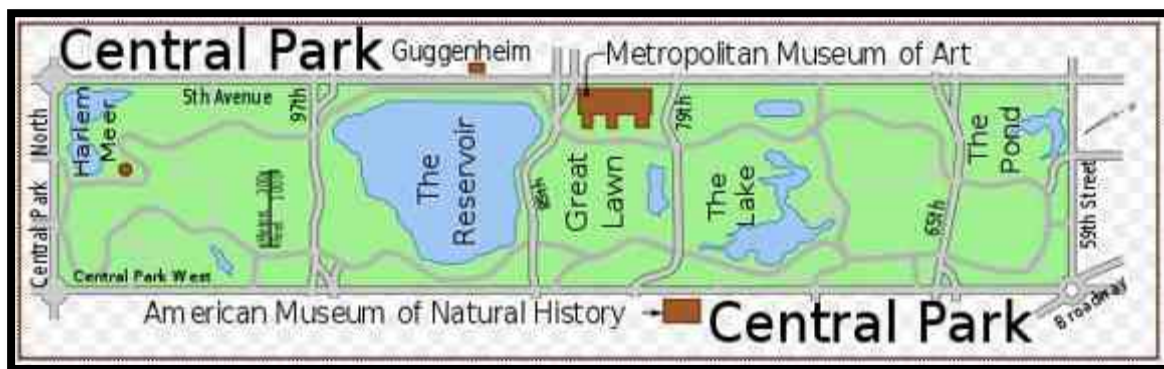 Central Park
Guggenheim
Metropolitan Museum of Art
5th Avenue
97th
79th
Harlem
Meer
Central Park North
The
Reservoir
Great
Lawn
The
Lake
65th
The
Pond
59th Street
Central Park West
American Museum of Natural History
Central Park
Broadway